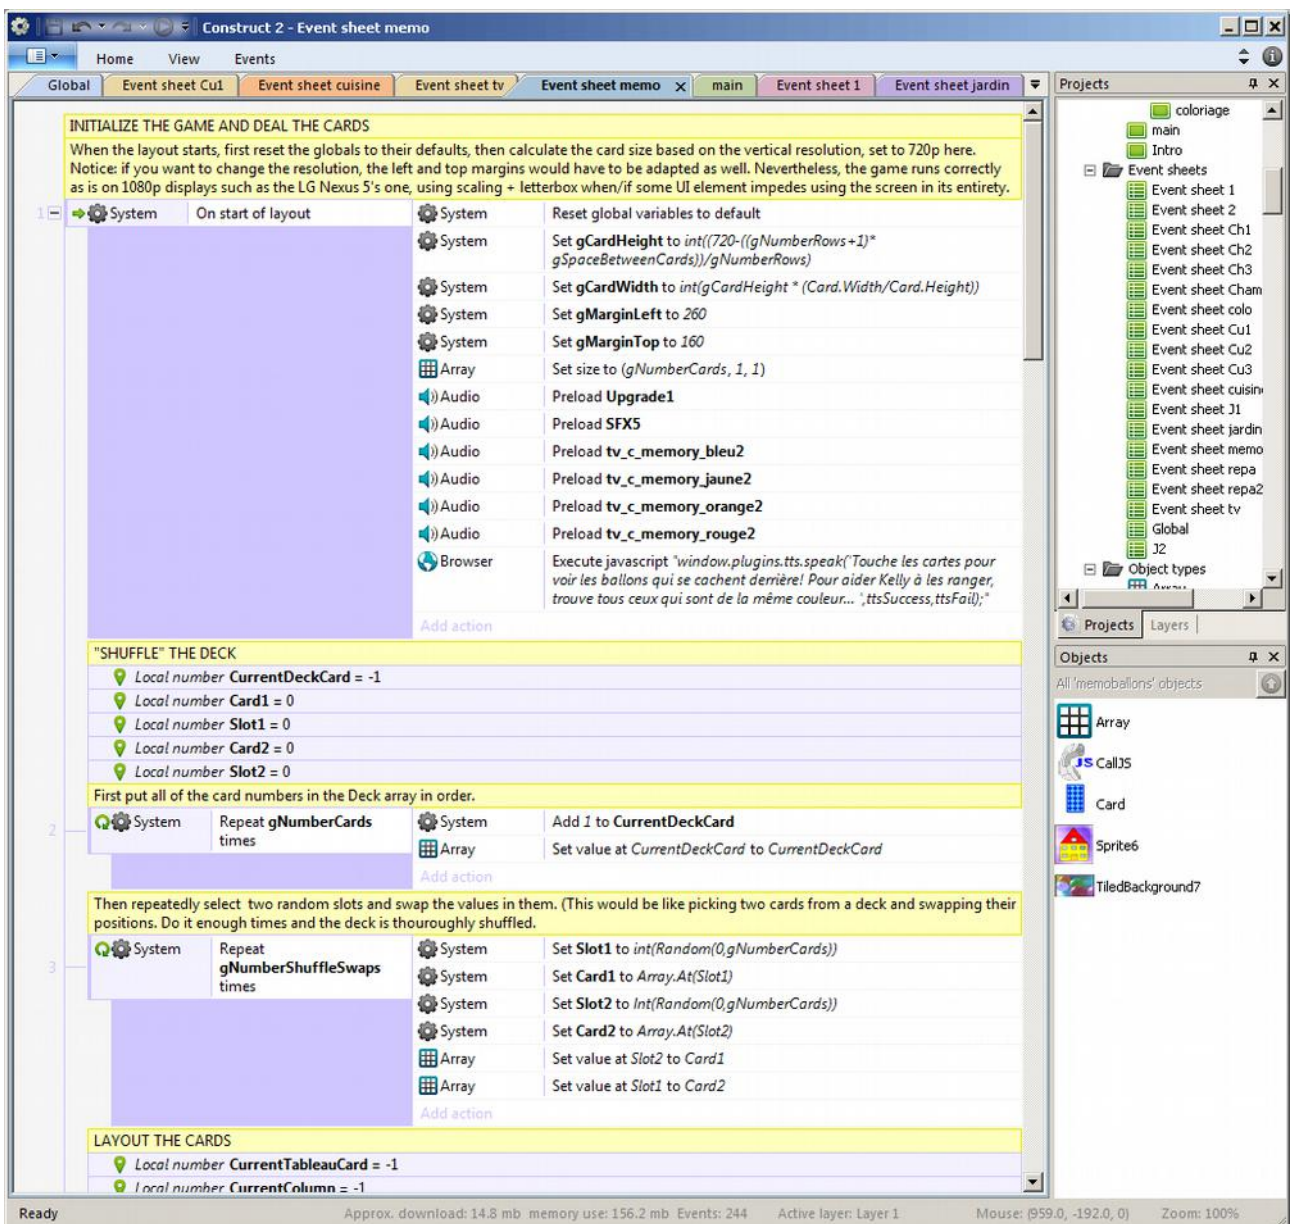 Construct 2 - Event sheet memo
Home View Events
Global Event sheet Cu1 Event sheet cuisine Event sheet tv Event sheet memo x main Event sheet 1 Event sheet jardin
INITIALIZE THE GAME AND DEAL THE CARDS
When the layout starts, first reset the globals to their defaults, then calculate the card size based on the vertical resolution, set to 720p here.
Notice: if you want to change the resolution, the left and top margins would have to be adapted as well. Nevertheless, the game runs correctly
as is on 1080p displays such as the LG Nexus 5's one, using scaling + letterbox when/if some UI element impedes using the screen in its entirety.
1 System On start of layout System Reset global variables to default
System Set gCardHeight to int((720-((gNumberRows+1)*
gSpaceBetweenCards))/gNumberRows)
System Set gCardWidth to int(gCardHeight * (Card.Width/Card.Height))
System Set gMarginLeft to 260
System Set gMarginTop to 160
Array Set size to (gNumberCards, 1, 1)
Audio Preload Upgrade1
Audio Preload SFX5
Audio Preload tv_c_memory_bleu2
Audio Preload tv_c_memory_jaune2
Audio Preload tv_c_memory_orange2
Audio Preload tv_c_memory_rouge2
Browser Execute javascript "window.plugins.tts.speak('Touche les cartes pour
voir les ballons qui se cachent derrière! Pour aider Kelly à les ranger,
trouve tous ceux qui sont de la même couleur... ',ttsSuccess,ttsFail);"
Add action
"SHUFFLE" THE DECK
Local number CurrentDeckCard = -1
Local number Card1 = 0
Local number Slot1 = 0
Local number Card2 = 0
Local number Slot2 = 0
First put all of the card numbers in the Deck array in order.
2 System Repeat gNumberCards System Add 1 to CurrentDeckCard
times Array Set value at CurrentDeckCard to CurrentDeckCard
Add action
Then repeatedly select two random slots and swap the values in them. (This would be like picking two cards from a deck and swapping their
positions. Do it enough times and the deck is thouroughly shuffled.
3 System Repeat System Set Slot1 to int(Random(0,gNumberCards))
gNumberShuffleSwaps System Set Card1 to Array.At(Slot1)
times System Set Slot2 to Int(Random(0,gNumberCards))
System Set Card2 to Array.At(Slot2)
Array Set value at Slot2 to Card1
Array Set value at Slot1 to Card2
Add action
LAYOUT THE CARDS
Local number CurrentTableauCard = -1
Local number CurrentColumn = -1
Projects
coloriage
main
Intro
Event sheets
Event sheet 1
Event sheet 2
Event sheet Ch1
Event sheet Ch2
Event sheet Ch3
Event sheet Cham
Event sheet colo
Event sheet Cu1
Event sheet Cu2
Event sheet Cu3
Event sheet cuisin
Event sheet J1
Event sheet jardin
Event sheet memo
Event sheet repa
Event sheet repa2
Event sheet tv
Global
J2
Object types
Array
Projects Layers
Objects
All 'memoballons' objects
Array
JS CallJS
Card
Sprite6
TiledBackground7
Ready Approx. download: 14.8 mb memory use: 156.2 mb Events: 244 Active layer: Layer 1 Mouse: (959.0, -192.0, 0) Zoom: 100%